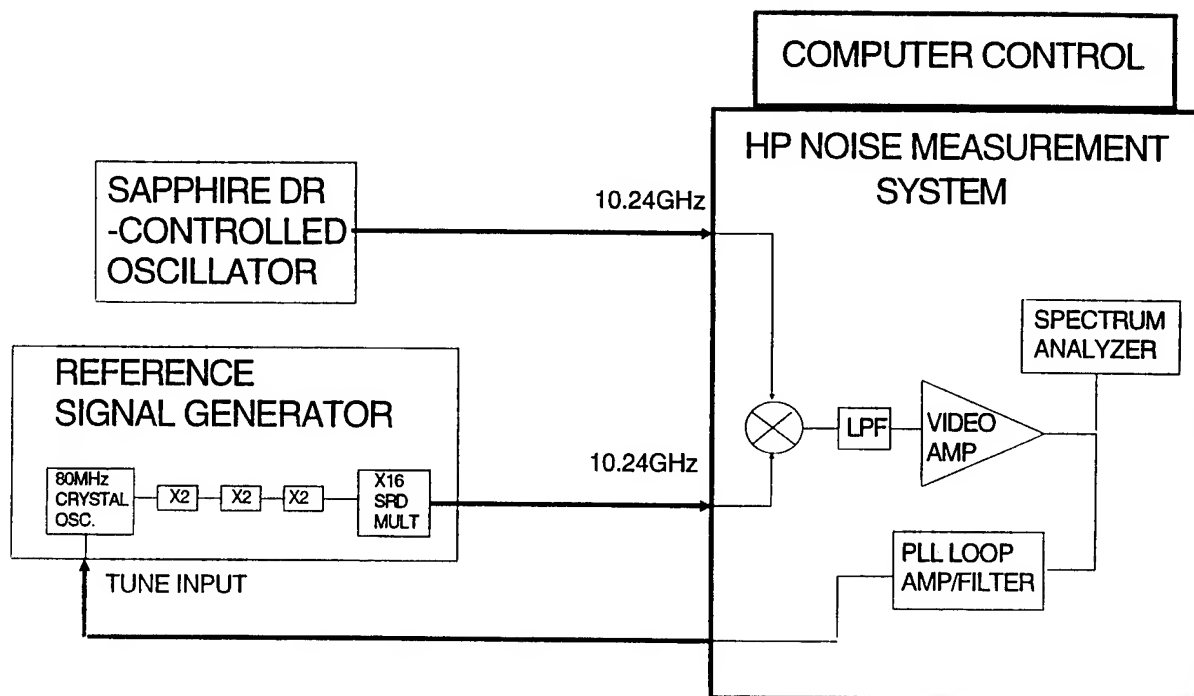 COMPUTER CONTROL
HP NOISE MEASUREMENT
SYSTEM
SAPPHIRE DR
-CONTROLLED
OSCILLATOR
10.24GHz
SPECTRUM
ANALYZER
REFERENCE
SIGNAL GENERATOR
LPF
VIDEO
AMP
10.24GHz
80MHz
CRYSTAL
OSC.
X2
X2
X2
X16
SRD
MULT
TUNE INPUT
PLL LOOP
AMP/FILTER